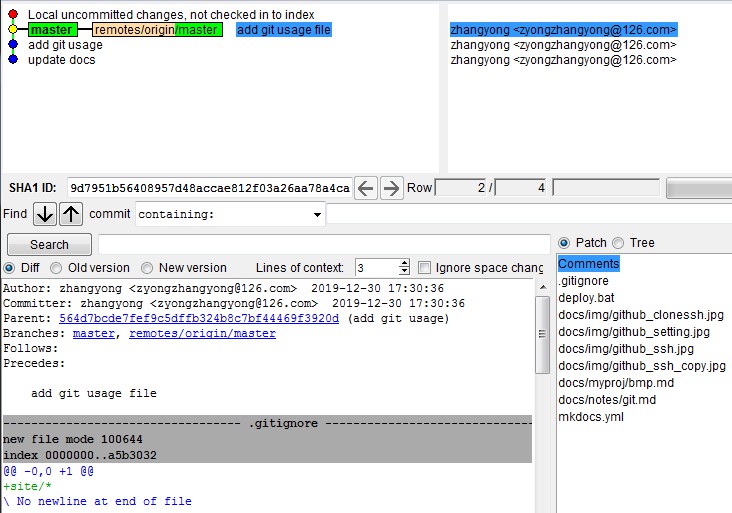 Local uncommitted changes, not checked in to index
master remotes/origin/master add git usage file zhangyong <zyongzhangyong@126.com>
add git usage zhangyong <zyongzhangyong@126.com>
update docs zhangyong <zyongzhangyong@126.com>
SHA1 ID: 9d7951b56408957d48accae812f03a26aa78a4ca Row 2 / 4
Find commit containing:
Search
Patch Tree
Diff Old version New version Lines of context: 3 Ignore space chang
Author: zhangyong <zyongzhangyong@126.com> 2019-12-30 17:30:36
Committer: zhangyong <zyongzhangyong@126.com> 2019-12-30 17:30:36
Parent: 564d7bcde7fef9c5dffb324b8c7bf44469f3920d (add git usage)
Branches: master, remotes/origin/master
Follows:
Precedes:
add git usage file
------------------------------- .gitignore -------------------------------
new file mode 100644
index 0000000..a5b3032
@@ -0,0 +1 @@
+site/*
\ No newline at end of file
Comments
.gitignore
deploy.bat
docs/img/github_clonessh.jpg
docs/img/github_setting.jpg
docs/img/github_ssh.jpg
docs/img/github_ssh_copy.jpg
docs/myproj/bmp.md
docs/notes/git.md
mkdocs.yml